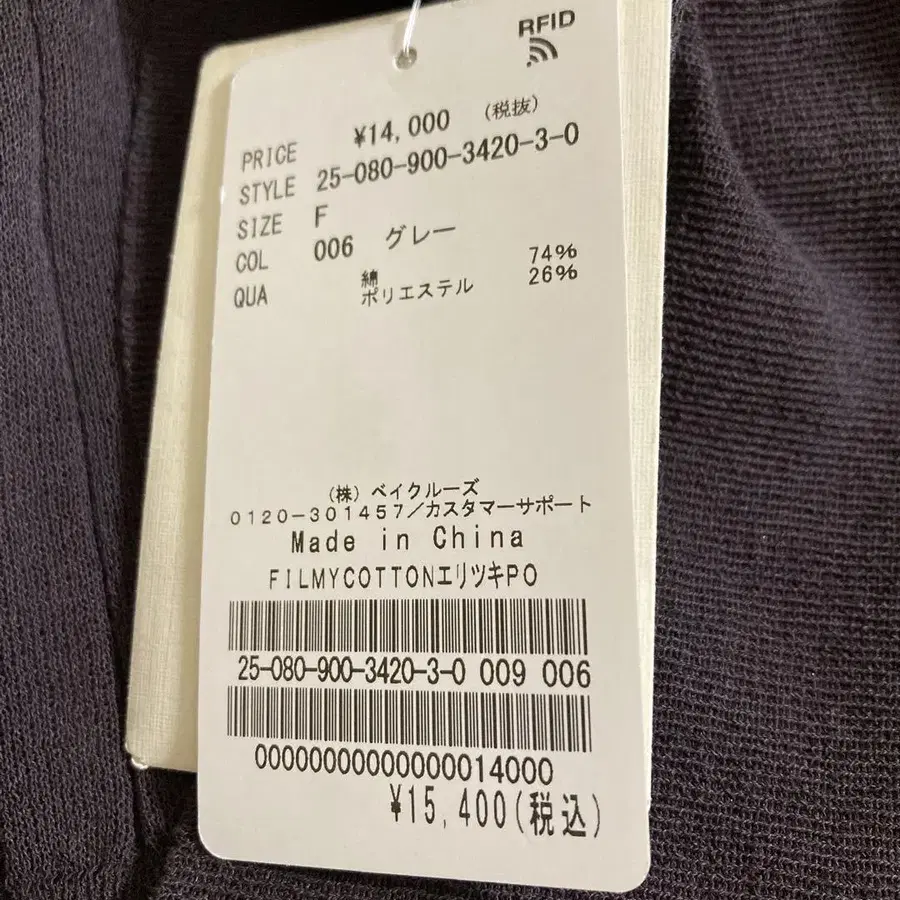 RFID
PRICE ¥14,000 (税抜)
STYLE 25-080-900-3420-3-0
SIZE F
COL 006 グレー
QUA 綿 74%
ポリエステル 26%
(株) ベイクルーズ
0120-301457/カスタマーサポート
Made in China
FILMYCOTTONエリツキPO
25-080-900-3420-3-0 009 006
00000000000000014000
¥15,400(税込)